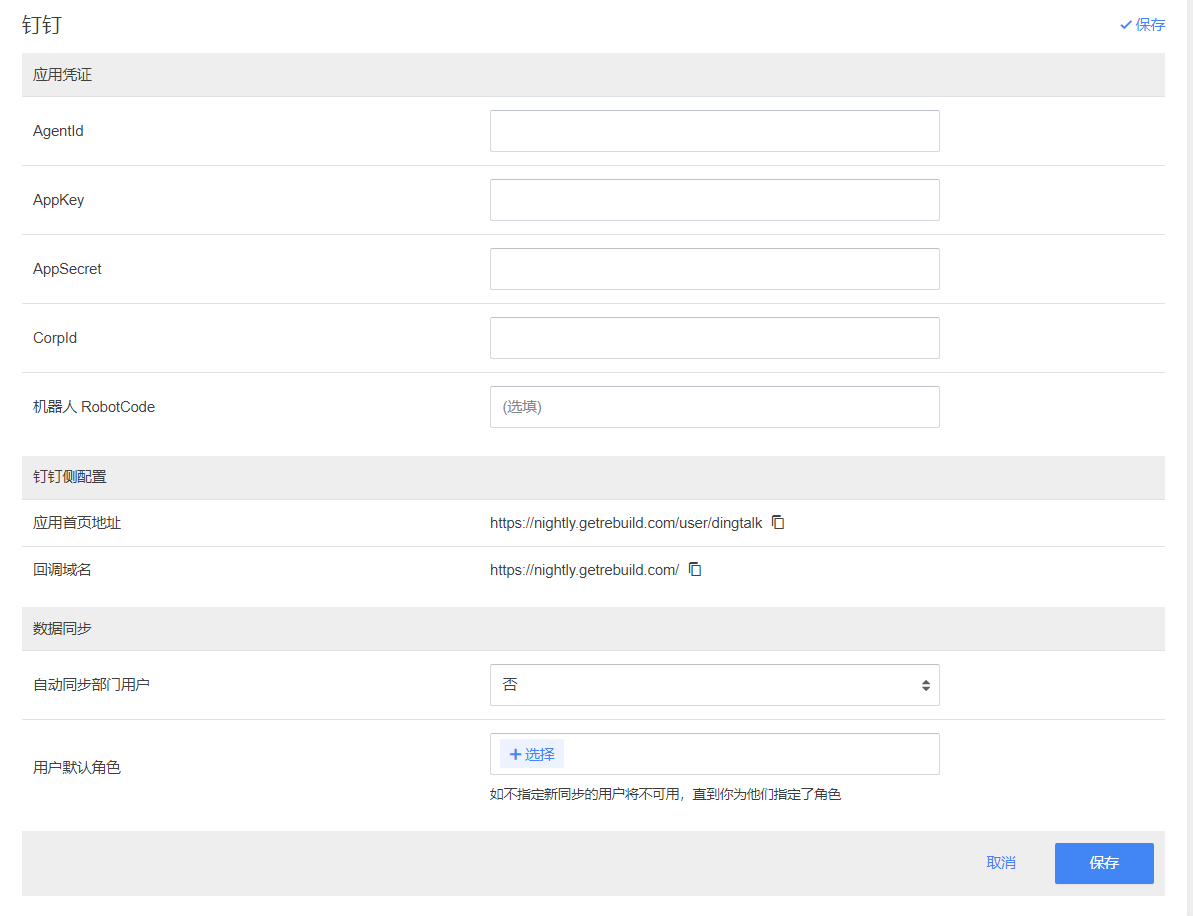 钉钉
保存
应用凭证
AgentId
AppKey
AppSecret
CorpId
机器人 RobotCode
(选填)
钉钉侧配置
应用首页地址
https://nightly.getrebuild.com/user/dingtalk
回调域名
https://nightly.getrebuild.com/
数据同步
自动同步部门用户
否
用户默认角色
+ 选择
如不指定新同步的用户将不可用，直到你为他们指定了角色
取消
保存